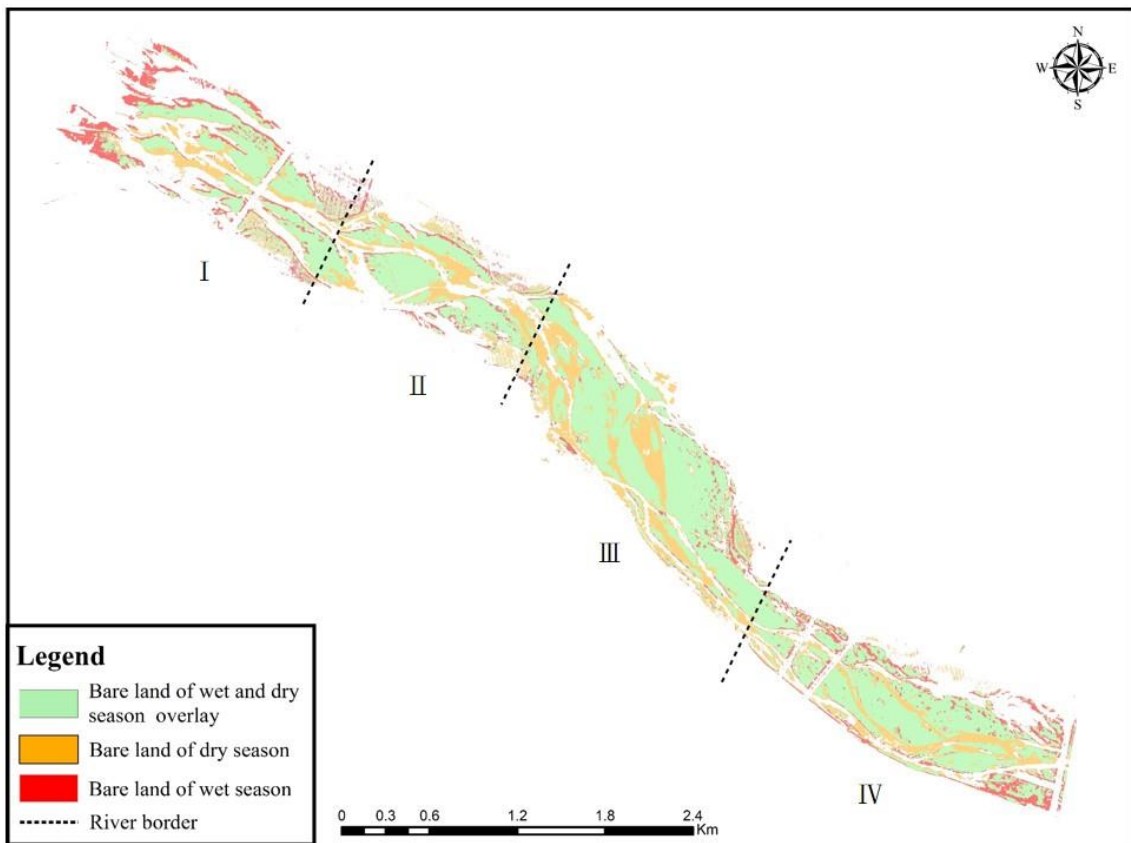 N
W E
S
I
II
III
IV
Legend
Bare land of wet and dry
season overlay
Bare land of dry season
Bare land of wet season
River border
0 0.3 0.6 1.2 1.8 2.4
Km